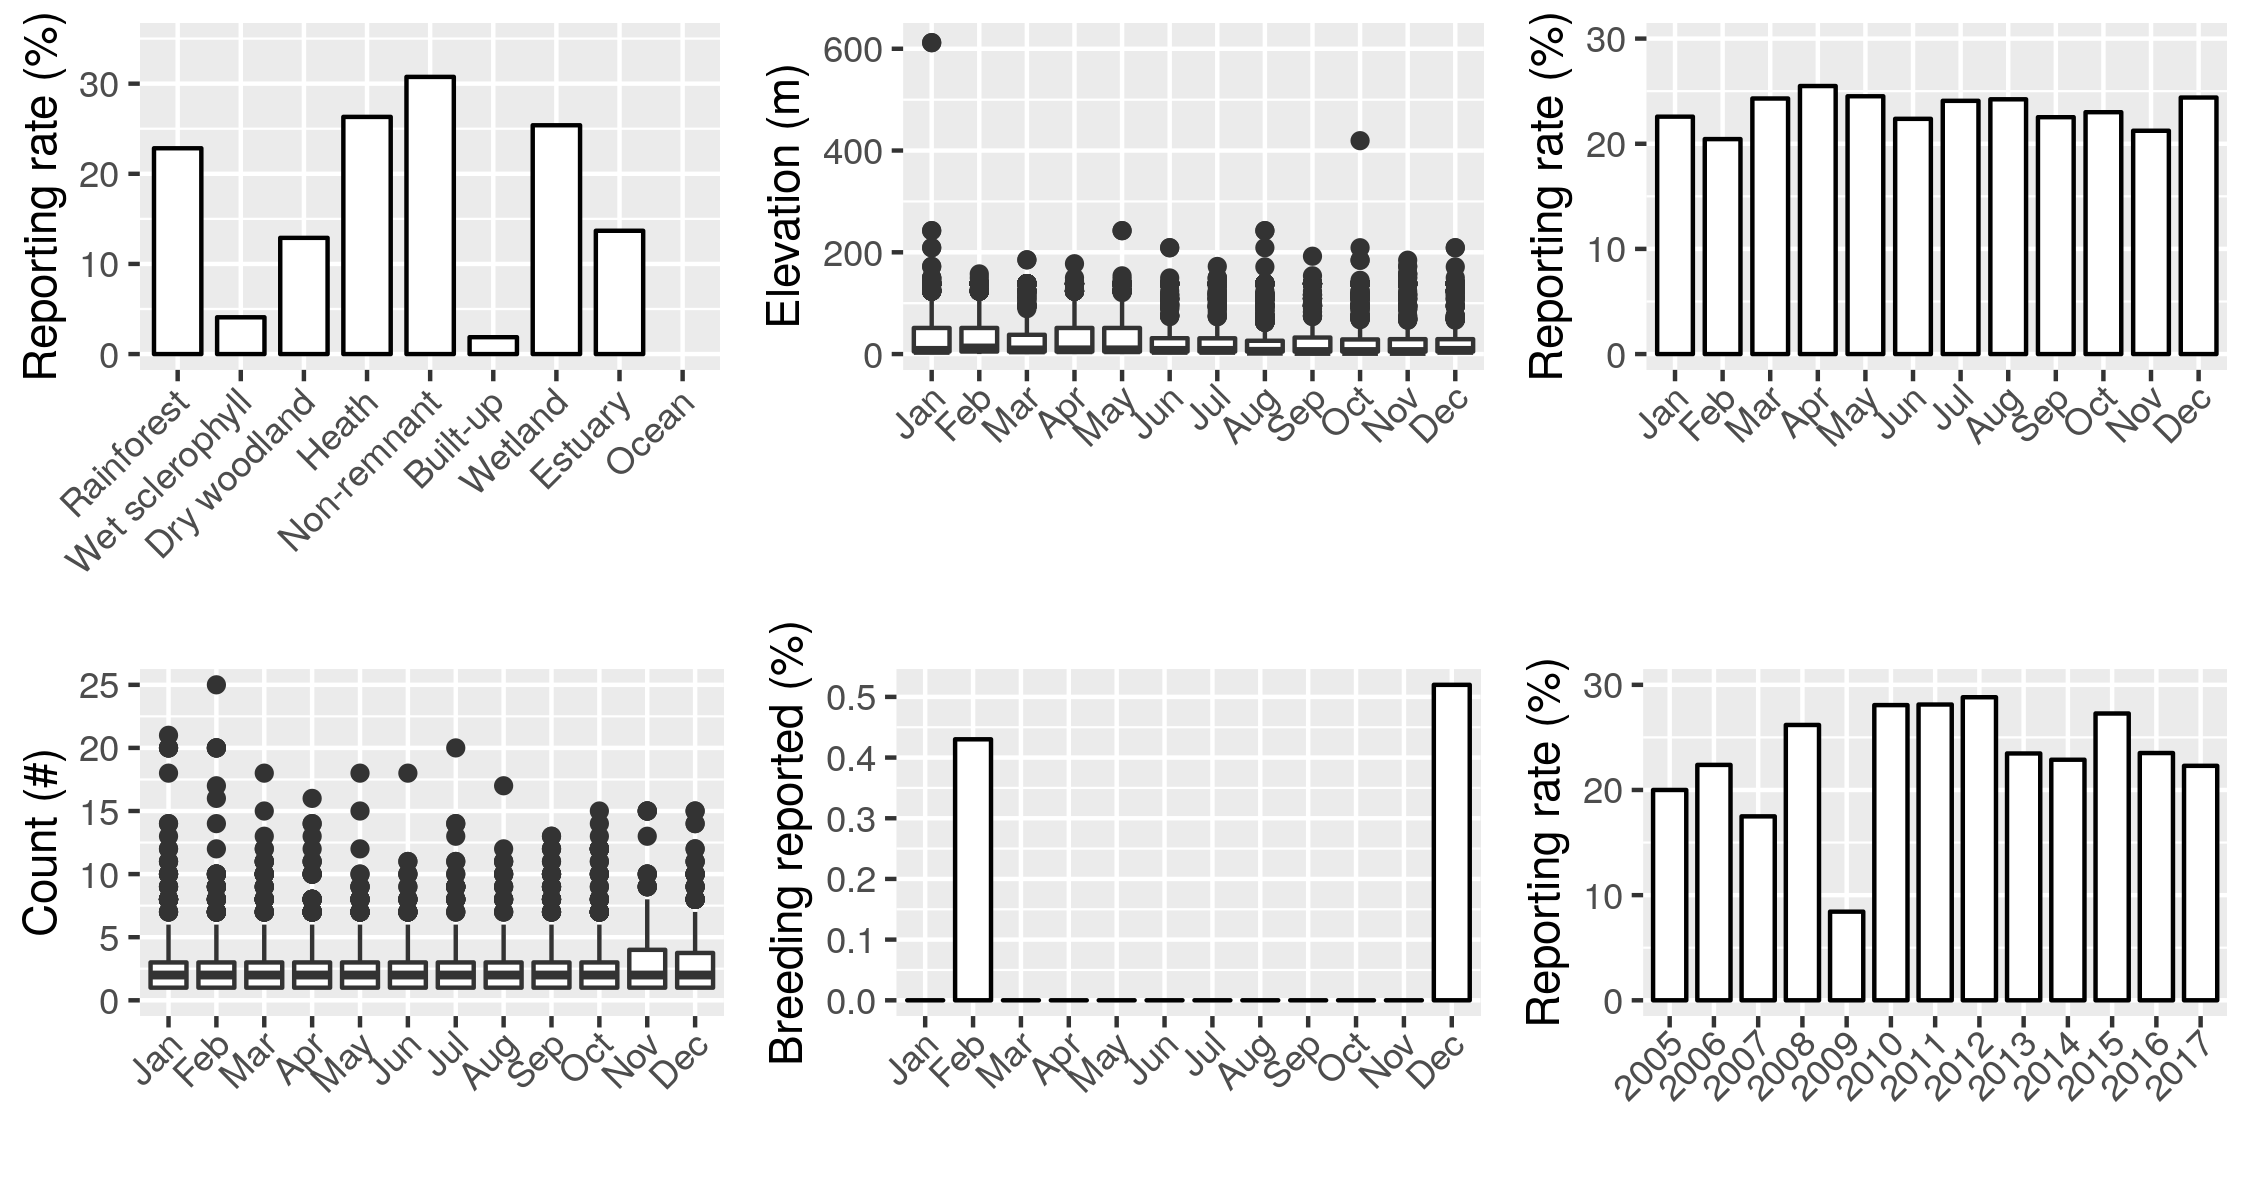 Reporting rate (%)
30
20
10
0
Rainforest
Wet sclerophyll
Dry woodland
Heath
Non-remnant
Built-up
Wetland
Estuary
Ocean
Elevation (m)
600
400
200
0
Jan
Feb
Mar
Apr
May
Jun
Jul
Aug
Sep
Oct
Nov
Dec
Reporting rate (%)
30
20
10
0
Jan
Feb
Mar
Apr
May
Jun
Jul
Aug
Sep
Oct
Nov
Dec
Count (#)
25
20
15
10
5
0
Jan
Feb
Mar
Apr
May
Jun
Jul
Aug
Sep
Oct
Nov
Dec
Breeding reported (%)
0.5
0.4
0.3
0.2
0.1
0.0
Jan
Feb
Mar
Apr
May
Jun
Jul
Aug
Sep
Oct
Nov
Dec
Reporting rate (%)
30
20
10
0
2005
2006
2007
2008
2009
2010
2011
2012
2013
2014
2015
2016
2017